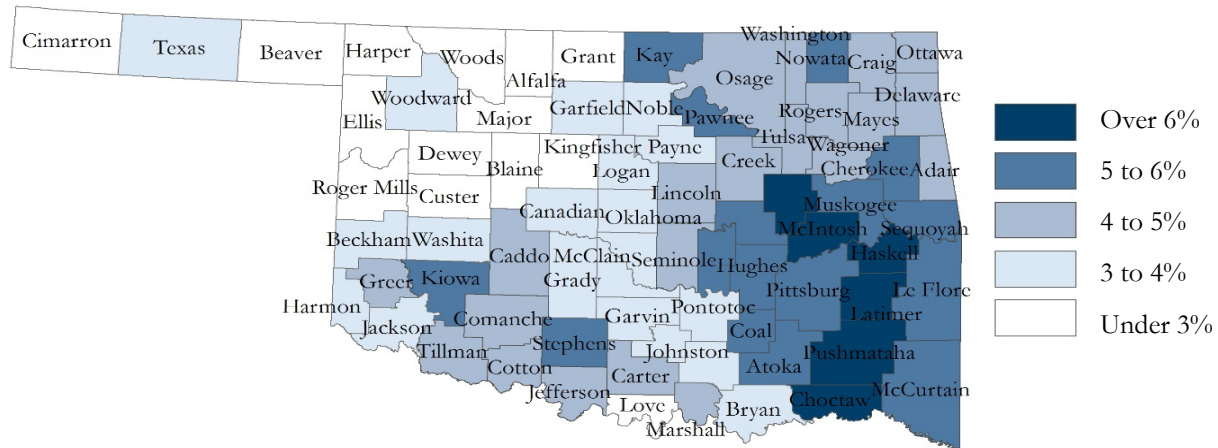 Washington
Cimarron
Texas
Beaver
Harper
Woods
Alfalfa
Grant
Kay
Osage
Nowata
Craig
Ottawa
Woodward
Ellis
Major
Garfield
Noble
Pawnee
Rogers
Mayes
Delaware
Tulsa
Wagoner
Dewey
Blaine
Kingfisher
Payne
Logan
Creek
Cherokee
Adair
Roger Mills
Custer
Canadian
Oklahoma
Lincoln
Muskogee
McIntosh
Sequoyah
Beckham
Washita
Caddo
McClain
Grady
Seminole
Hughes
Haskell
Greer
Kiowa
Pittsburg
Le Flore
Latimer
Harmon
Jackson
Comanche
Garvin
Pontotoc
Coal
Tillman
Stephens
Johnston
Pushmataha
Cotton
Carter
Atoka
McCurtain
Jefferson
Love
Marshall
Bryan
Choctaw
Over 6%
5 to 6%
4 to 5%
3 to 4%
Under 3%